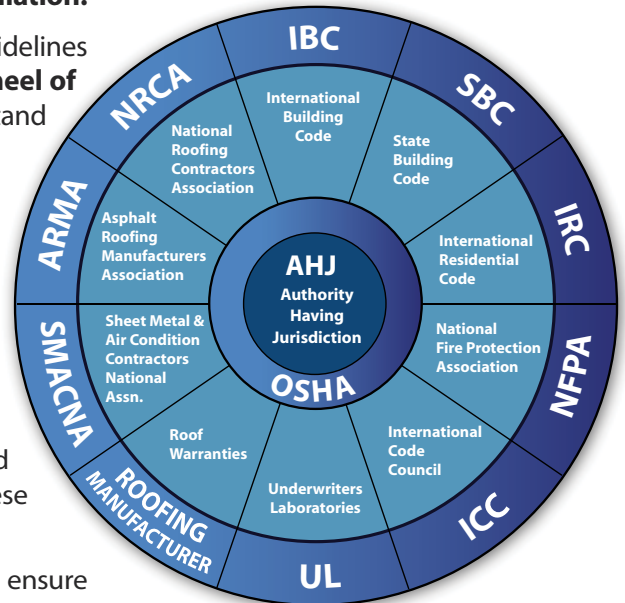 idelines
heel of
NRCA
IBC
SBC
IRC
NFPA
ICC
UL
ROOFING
MANUFACTURER
SMACNA
ARMA
National
Roofing
Contractors
Association
International
Building
Code
State
Building
Code
International
Residential
Code
National
Fire Protection
Association
International
Code
Council
Underwriters
Laboratories
Roof
Warranties
Sheet Metal &
Air Condition
Contractors
National
Assn.
Asphalt
Roofing
Manufacturers
Association
AHJ
Authority
Having
Jurisdiction
OSHA
ensure